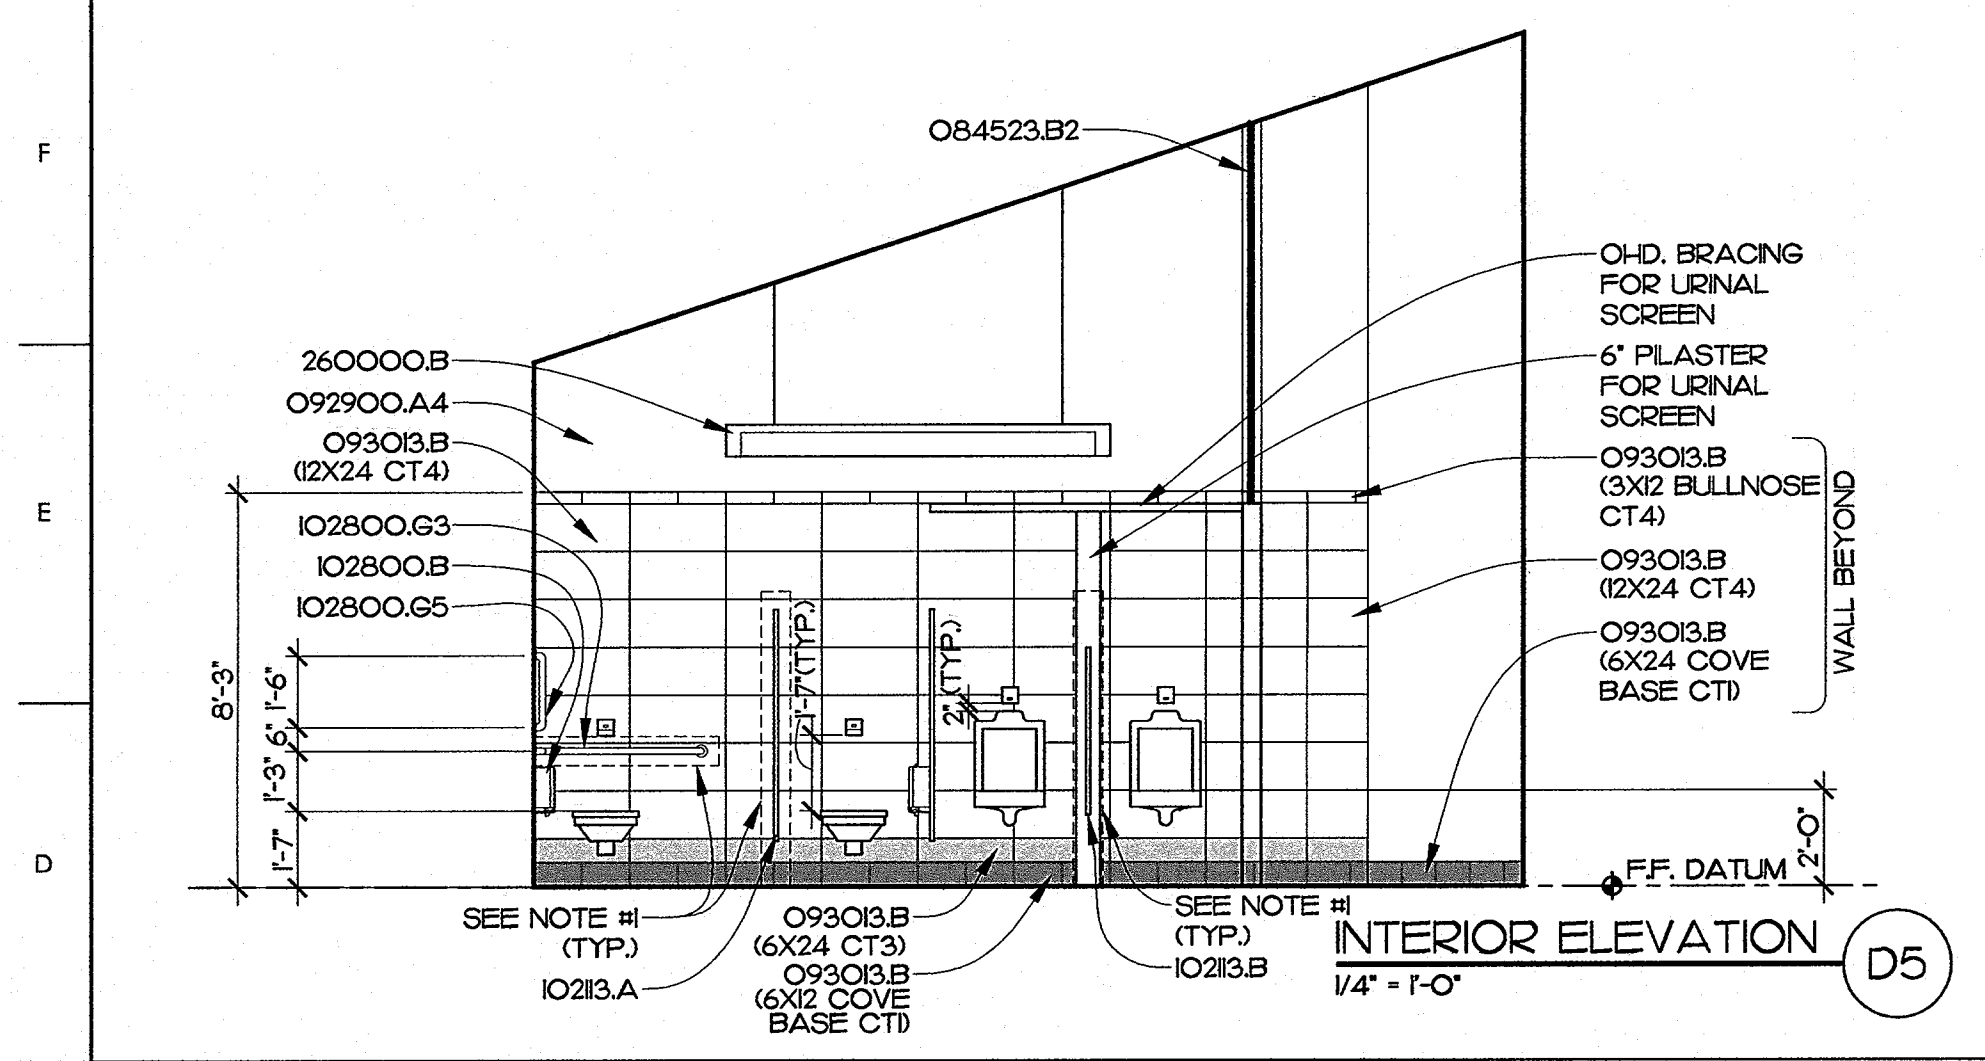 F
E
D
084523.B2
260000.B
092900.A4
093013.B
(12X24 CT4)
102800.G3
102800.B
102800.G5
8'-3"
1'-6"
6"
1'-3"
1'-7"
1'-7"(TYP.)
2" (TYP.)
OHD. BRACING
FOR URINAL
SCREEN
6" PILASTER
FOR URINAL
SCREEN
093013.B
(3X12 BULLNOSE
CT4)
093013.B
(12X24 CT4)
093013.B
(6X24 COVE
BASE CT1)
WALL BEYOND
F.F. DATUM
2'-0"
SEE NOTE #1
(TYP.)
102113.A
093013.B
(6X24 CT3)
093013.B
(6X12 COVE
BASE CT1)
SEE NOTE #1
(TYP.)
102113.B
INTERIOR ELEVATION
1/4" = 1'-0"
D5